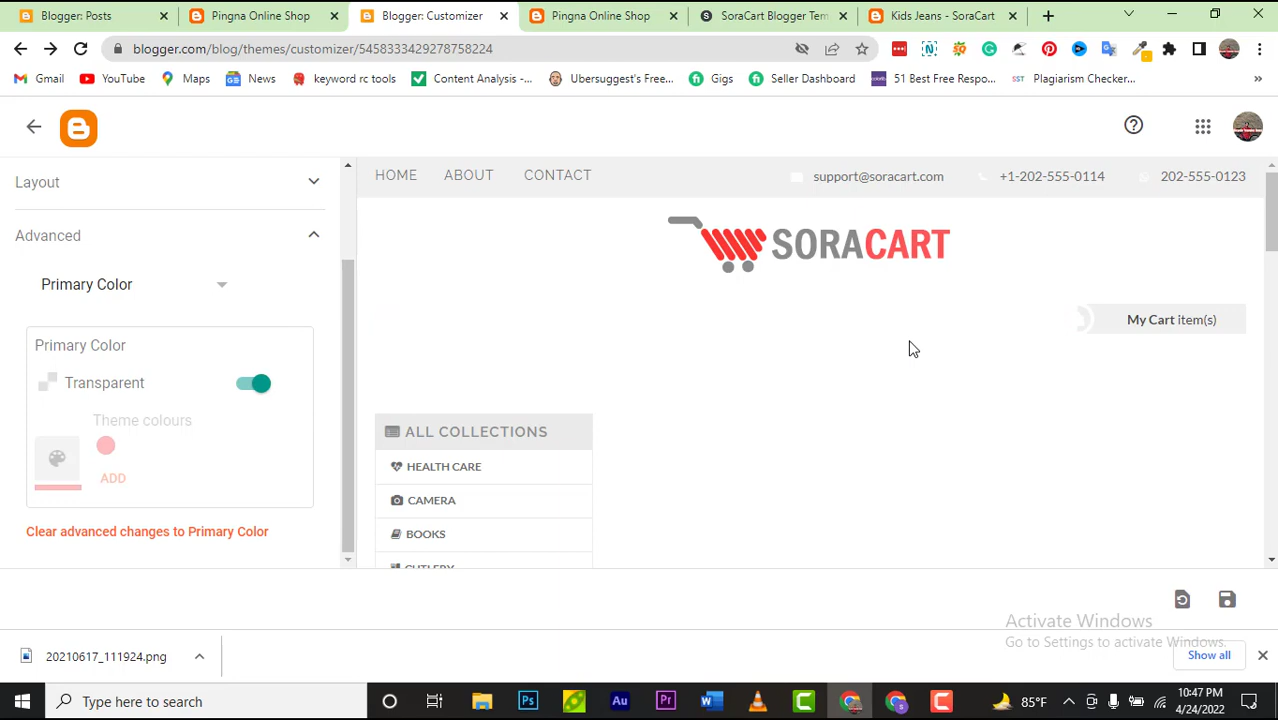 Blogger: Posts
Pingna Online Shop
Blogger: Customizer
Pingna Online Shop
SoraCart Blogger Tem
Kids Jeans - SoraCart
blogger.com/blog/themes/customizer/5458333429278758224
Gmail
YouTube
Maps
News
keyword rc tools
Content Analysis -...
Ubersuggest's Free...
Gigs
Seller Dashboard
51 Best Free Respo...
Plagiarism Checker...
Layout
Advanced
Primary Color
Primary Color
Transparent
Theme colours
ADD
Clear advanced changes to Primary Color
HOME ABOUT CONTACT
support@soracart.com +1-202-555-0114 202-555-0123
SORACART
My Cart item(s)
ALL COLLECTIONS
HEALTH CARE
CAMERA
BOOKS
CUTLERY
Activate Windows
Go to Settings to activate Windows.
20210617_111924.png
Show all
Type here to search
85°F
10:47 PM
4/24/2022